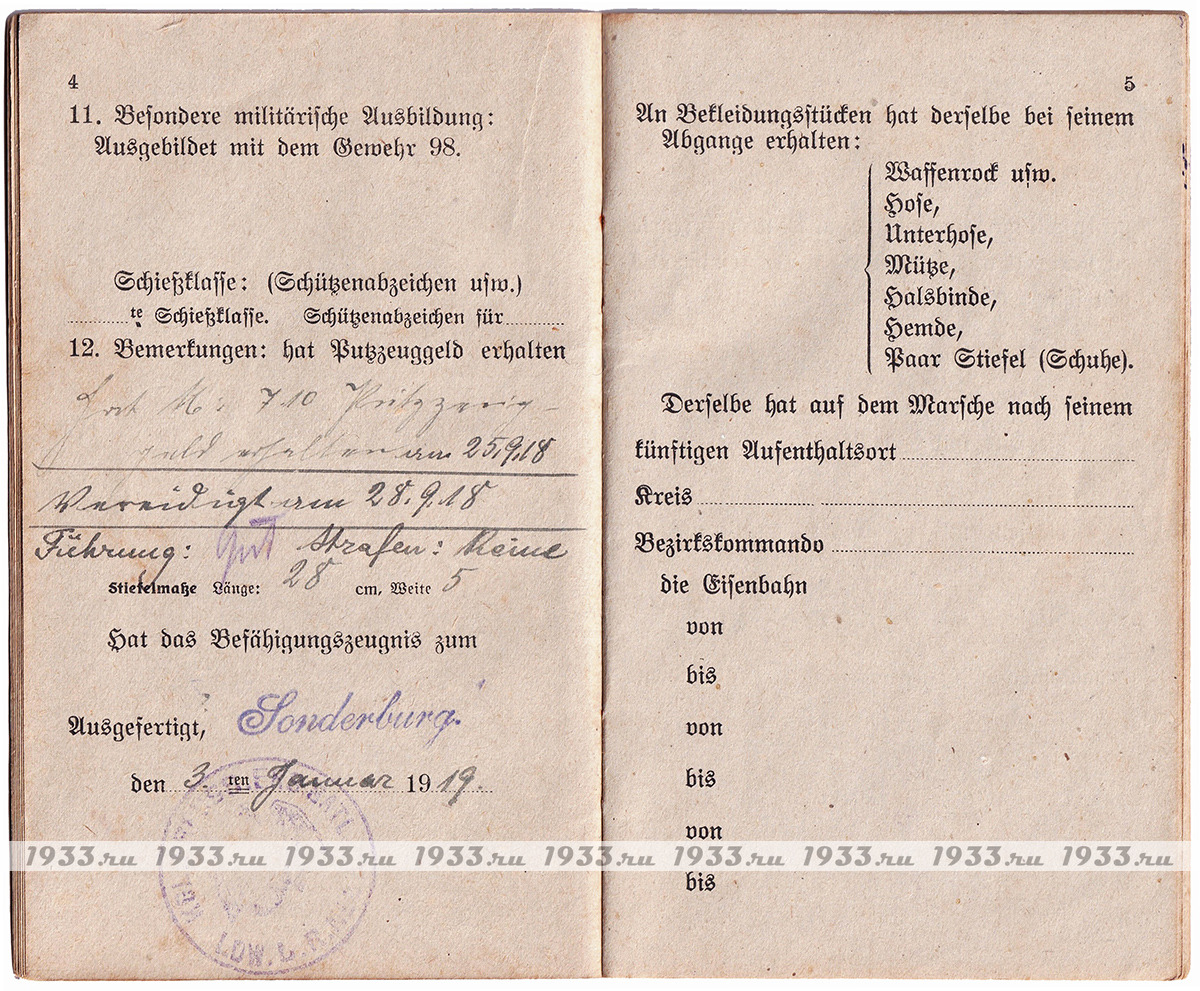 4
11. Besondere militärische Ausbildung:
Ausgebildet mit dem Gewehr 98.
Schießklasse: (Schützenabzeichen usw.)
te Schießklasse. Schützenabzeichen für
12. Bemerkungen: hat Putzzeuggeld erhalten
hat M: 7 10 Putzzeug-
geld erhalten am 25.9.18
Vereidigt am 28.9.18
Führung: Gut Strafen: Keine
Stiefelmaße Länge: 28 cm, Weite 5
Hat das Befähigungszeugnis zum
Ausgefertigt, Sonderburg.
den 3. ten Januar 1919.
LDW.
5
An Bekleidungsstücken hat derselbe bei seinem
Abgange erhalten:
Waffenrock usw.
Hose,
Unterhose,
Mütze,
Halsbinde,
Hemde,
Paar Stiefel (Schuhe).
Derselbe hat auf dem Marsche nach seinem
künftigen Aufenthaltsort
Kreis
Bezirkskommando
die Eisenbahn
von
bis
von
bis
von
1933.ru 1933.ru 1933.ru 1933.ru 1933.ru 1933.ru 1933.ru 1933.ru 1933.ru
bis